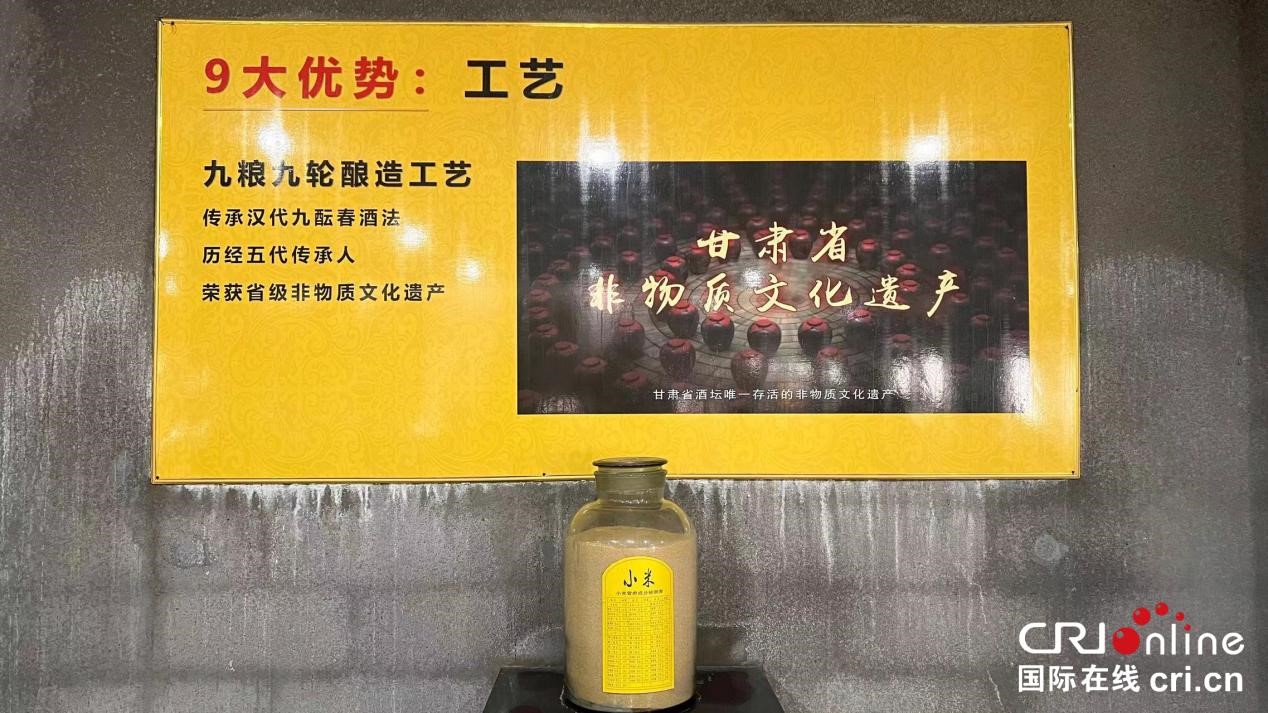 9大优势：工艺
九粮九轮酿造工艺
传承汉代九酝春酒法
历经五代传承人
荣获省级非物质文化遗产
甘肃省
非物质文化遗产
甘肃省酒坛唯一存活的非物质文化遗产
小米
CRI Online
国际在线 cri.cn